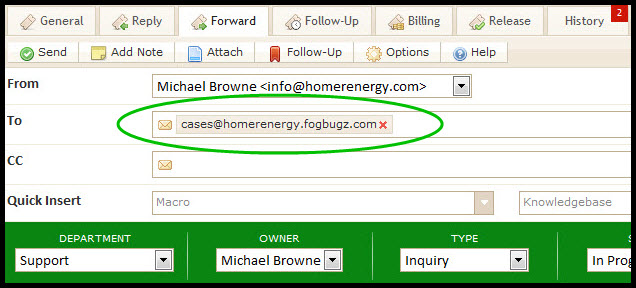 General Reply Forward Follow-Up Billing Release History 2
Send Add Note Attach Follow-Up Options Help
From Michael Browne <info@homerenergy.com>
To cases@homerenergy.fogbugz.com
CC
Quick Insert Macro Knowledgebase
DEPARTMENT OWNER TYPE S
Support Michael Browne Inquiry In Prog